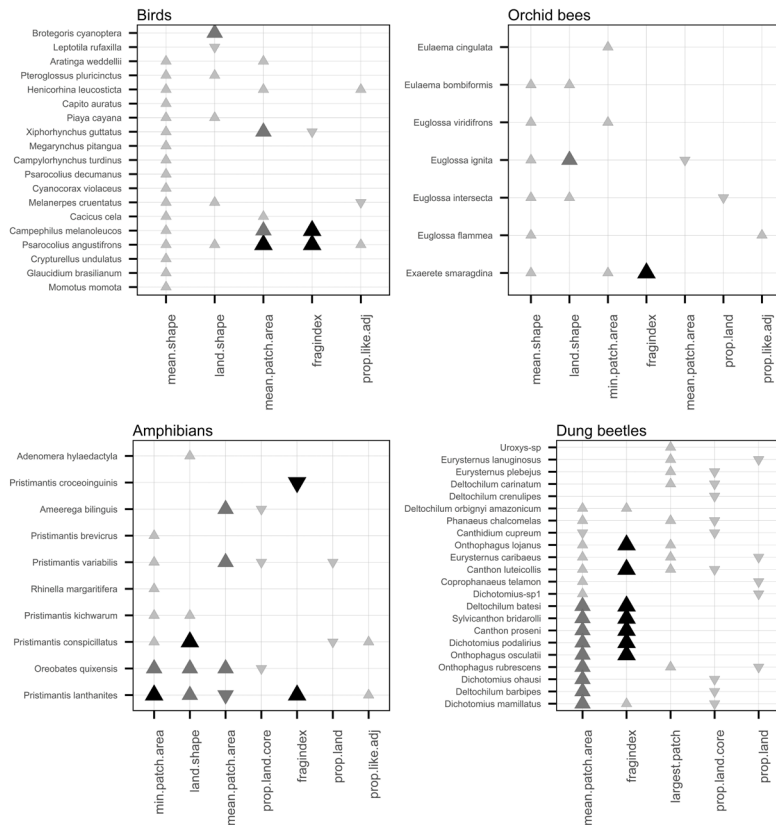 Birds
Brotegeris cyanoptera
Leptotila rufaxilla
Aratinga weddellii
Pteroglossus pluricinctus
Henicorhina leucosticta
Capito auratus
Piaya cayana
Xiphorhynchus guttatus
Megarynchus pitangua
Campylorhynchus turdinus
Psarocolius decumanus
Cyanocorax violaceus
Melanerpes cruentatus
Cacicus cela
Campephilus melanoleucos
Psarocolius angustifrons
Crypturellus undulatus
Glaucidium brasilianum
Momotus momota
mean.shape
land.shape
mean.patch.area
fragindex
prop.like.adj
Orchid bees
Eulaema cingulata
Eulaema bombiformis
Euglossa viridifrons
Euglossa ignita
Euglossa intersecta
Euglossa flammea
Exaerete smaragdina
mean.shape
land.shape
min.patch.area
fragindex
mean.patch.area
prop.land
prop.like.adj
Amphibians
Adenomera hylaedactyla
Pristimantis croceoinguinis
Ameerega bilinguis
Pristimantis brevicrus
Pristimantis variabilis
Rhinella margaritifera
Pristimantis kichwarum
Pristimantis conspicillatus
Oreobates quixensis
Pristimantis lanthanites
min.patch.area
land.shape
mean.patch.area
prop.land.core
fragindex
prop.land
prop.like.adj
Dung beetles
Uroxys-sp
Eurysternus lanuginosus
Eurysternus plebejus
Deltochilum carinatum
Deltochilum crenulipes
Deltochilum orbignyi amazonicum
Phanaeus chalcomelas
Canthidium cupreum
Onthophagus lojanus
Eurysternus caribaeus
Canthon luteicollis
Coprophanaeus telamon
Dichotomius-sp1
Deltochilum batesi
Sylvicanthon bridarolli
Canthon proseni
Dichotomius podalirius
Onthophagus osculatii
Onthophagus rubrescens
Dichotomius ohausi
Deltochilum barbipes
Dichotomius mamillatus
mean.patch.area
fragindex
largest.patch
prop.land.core
prop.land